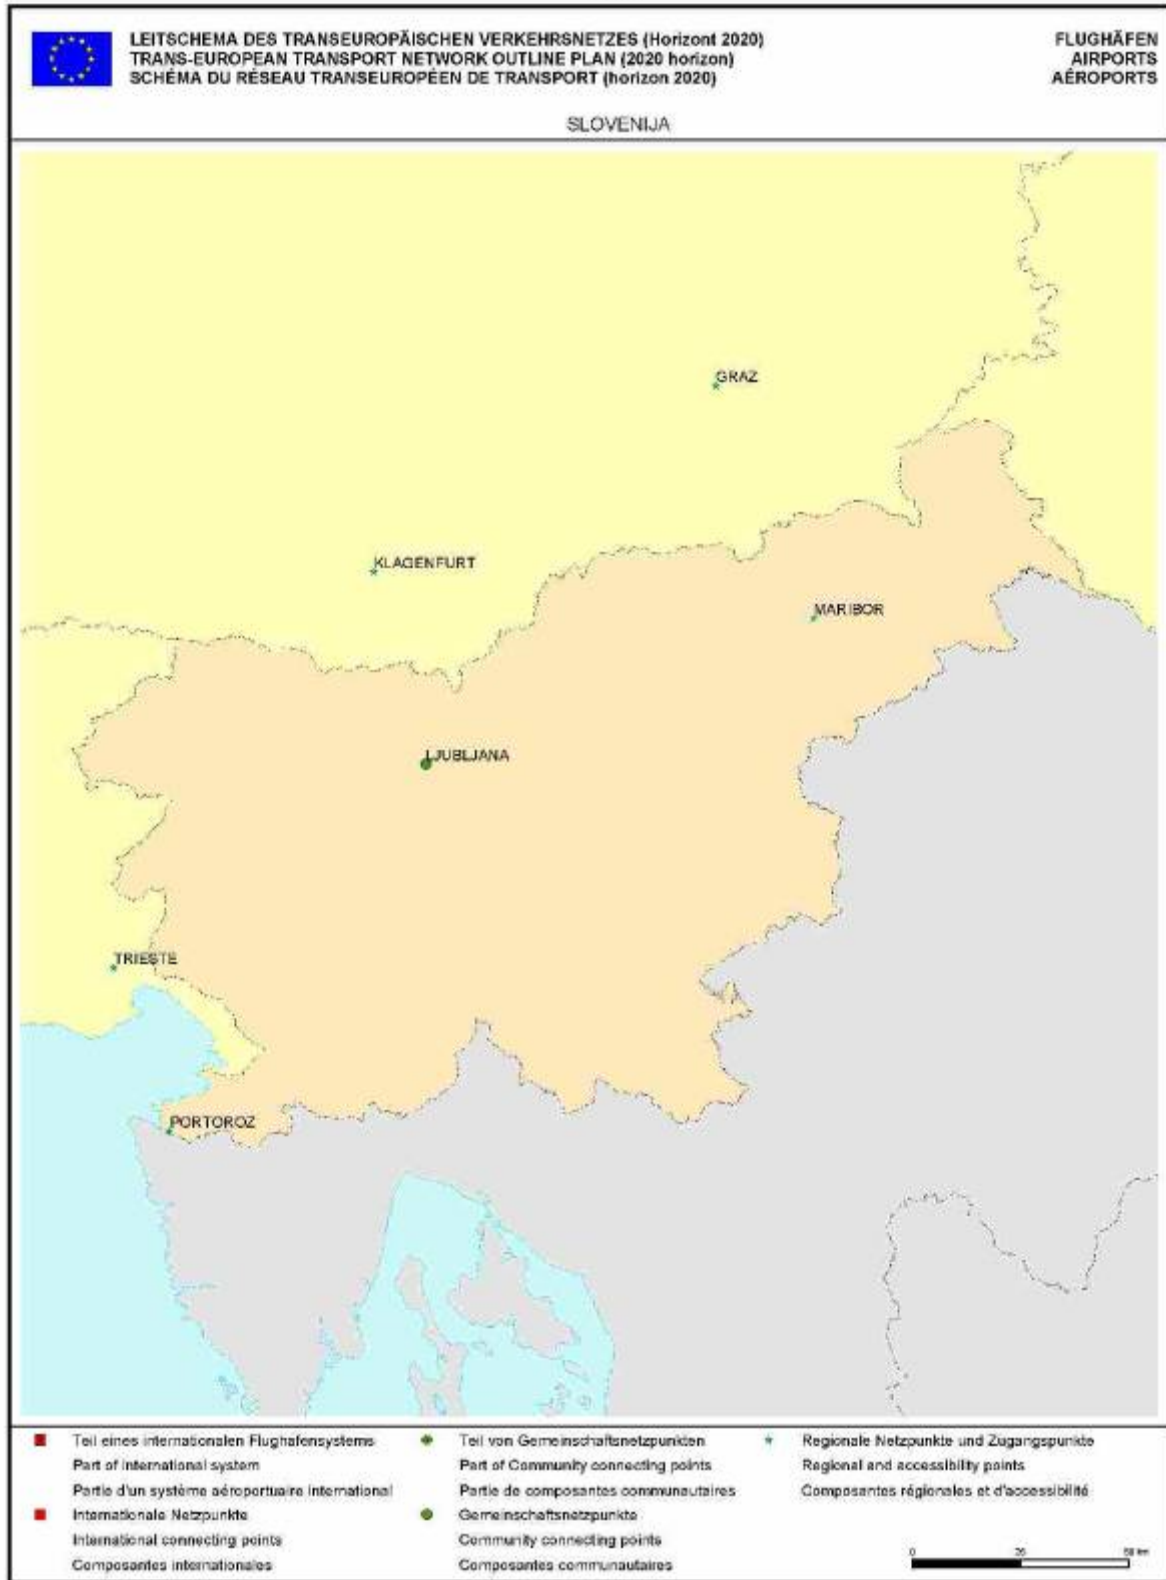 LEITSCHEMA DES TRANSEUROPÄISCHEN VERKEHRSNETZES (Horizont 2020)
TRANS-EUROPEAN TRANSPORT NETWORK OUTLINE PLAN (2020 horizon)
SCHÉMA DU RÉSEAU TRANSEUROPÉEN DE TRANSPORT (horizon 2020)
FLUGHÄFEN
AIRPORTS
AÉROPORTS
SLOVENIJA
GRAZ
KLAGENFURT
MARIBOR
LJUBLJANA
TRIESTE
PORTOROZ
Teil eines internationalen Flughafensystems
Part of international system
Partie d'un système aéroportuaire international
Internationale Netzpunkte
International connecting points
Composantes internationales
Teil von Gemeinschaftsnetzpunkten
Part of Community connecting points
Partie de composantes communautaires
Gemeinschaftsnetzpunkte
Community connecting points
Composantes communautaires
Regionale Netzpunkte und Zugangspunkte
Regional and accessibility points
Composantes régionales et d'accessibilité
0 km